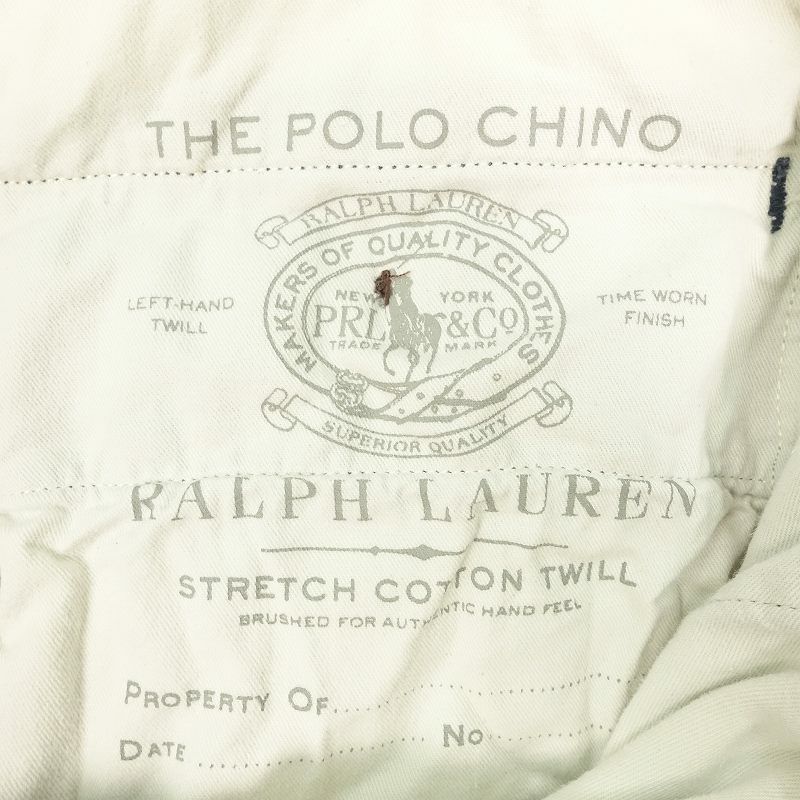 THE POLO CHINO
RALPH LAUREN
MAKERS OF QUALITY CLOTHES
NEW YORK
PRL & Co
TRADE MARK
SUPERIOR QUALITY
LEFT-HAND
TWILL
TIME WORN
FINISH
RALPH LAUREN
STRETCH COTTON TWILL
BRUSHED FOR AUTHENTIC HAND FEEL
PROPERTY OF
DATE No